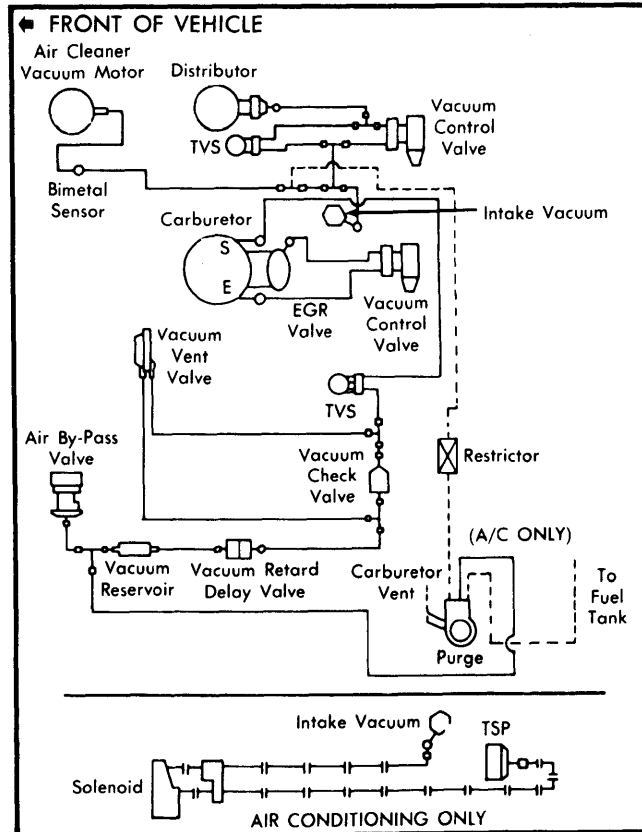 FRONT OF VEHICLE
Air Cleaner
Vacuum Motor
Distributor
Vacuum
Control
Valve
TVS
Bimetal
Sensor
Carburetor
Intake Vacuum
S
E
EGR
Valve
Vacuum
Control
Valve
Vacuum
Vent
Valve
TVS
Air By-Pass
Valve
Vacuum
Check
Valve
Restrictor
(A/C ONLY)
Vacuum
Reservoir
Vacuum Retard
Delay Valve
Carburetor
Vent
To
Fuel
Tank
Purge
Intake Vacuum
TSP
Solenoid
AIR CONDITIONING ONLY